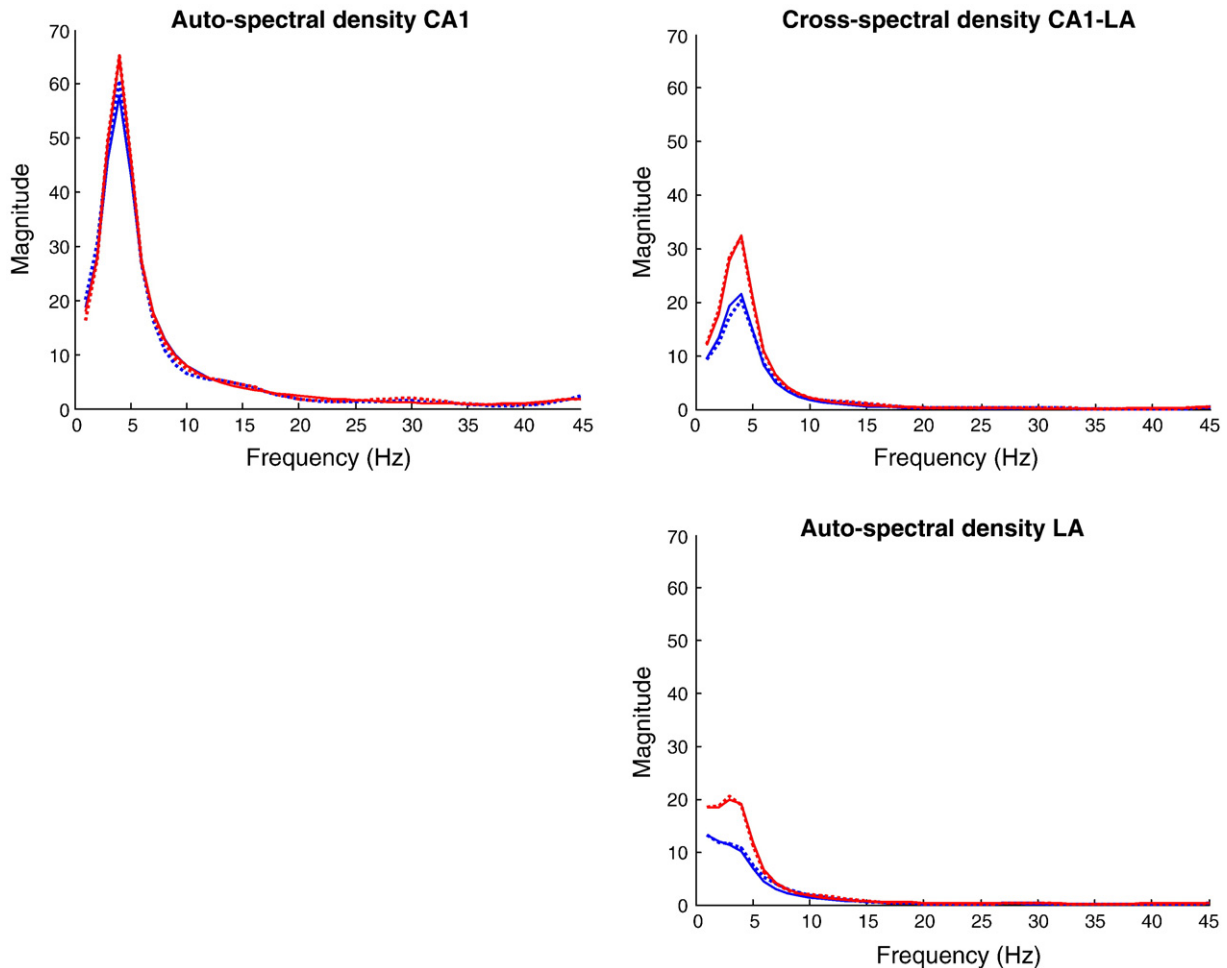 Auto-spectral density CA1
70
60
50
40
30
20
10
0
0 5 10 15 20 25 30 35 40 45
Magnitude
Frequency (Hz)
Cross-spectral density CA1-LA
70
60
50
40
30
20
10
0
0 5 10 15 20 25 30 35 40 45
Magnitude
Frequency (Hz)
Auto-spectral density LA
70
60
50
40
30
20
10
0
0 5 10 15 20 25 30 35 40 45
Magnitude
Frequency (Hz)